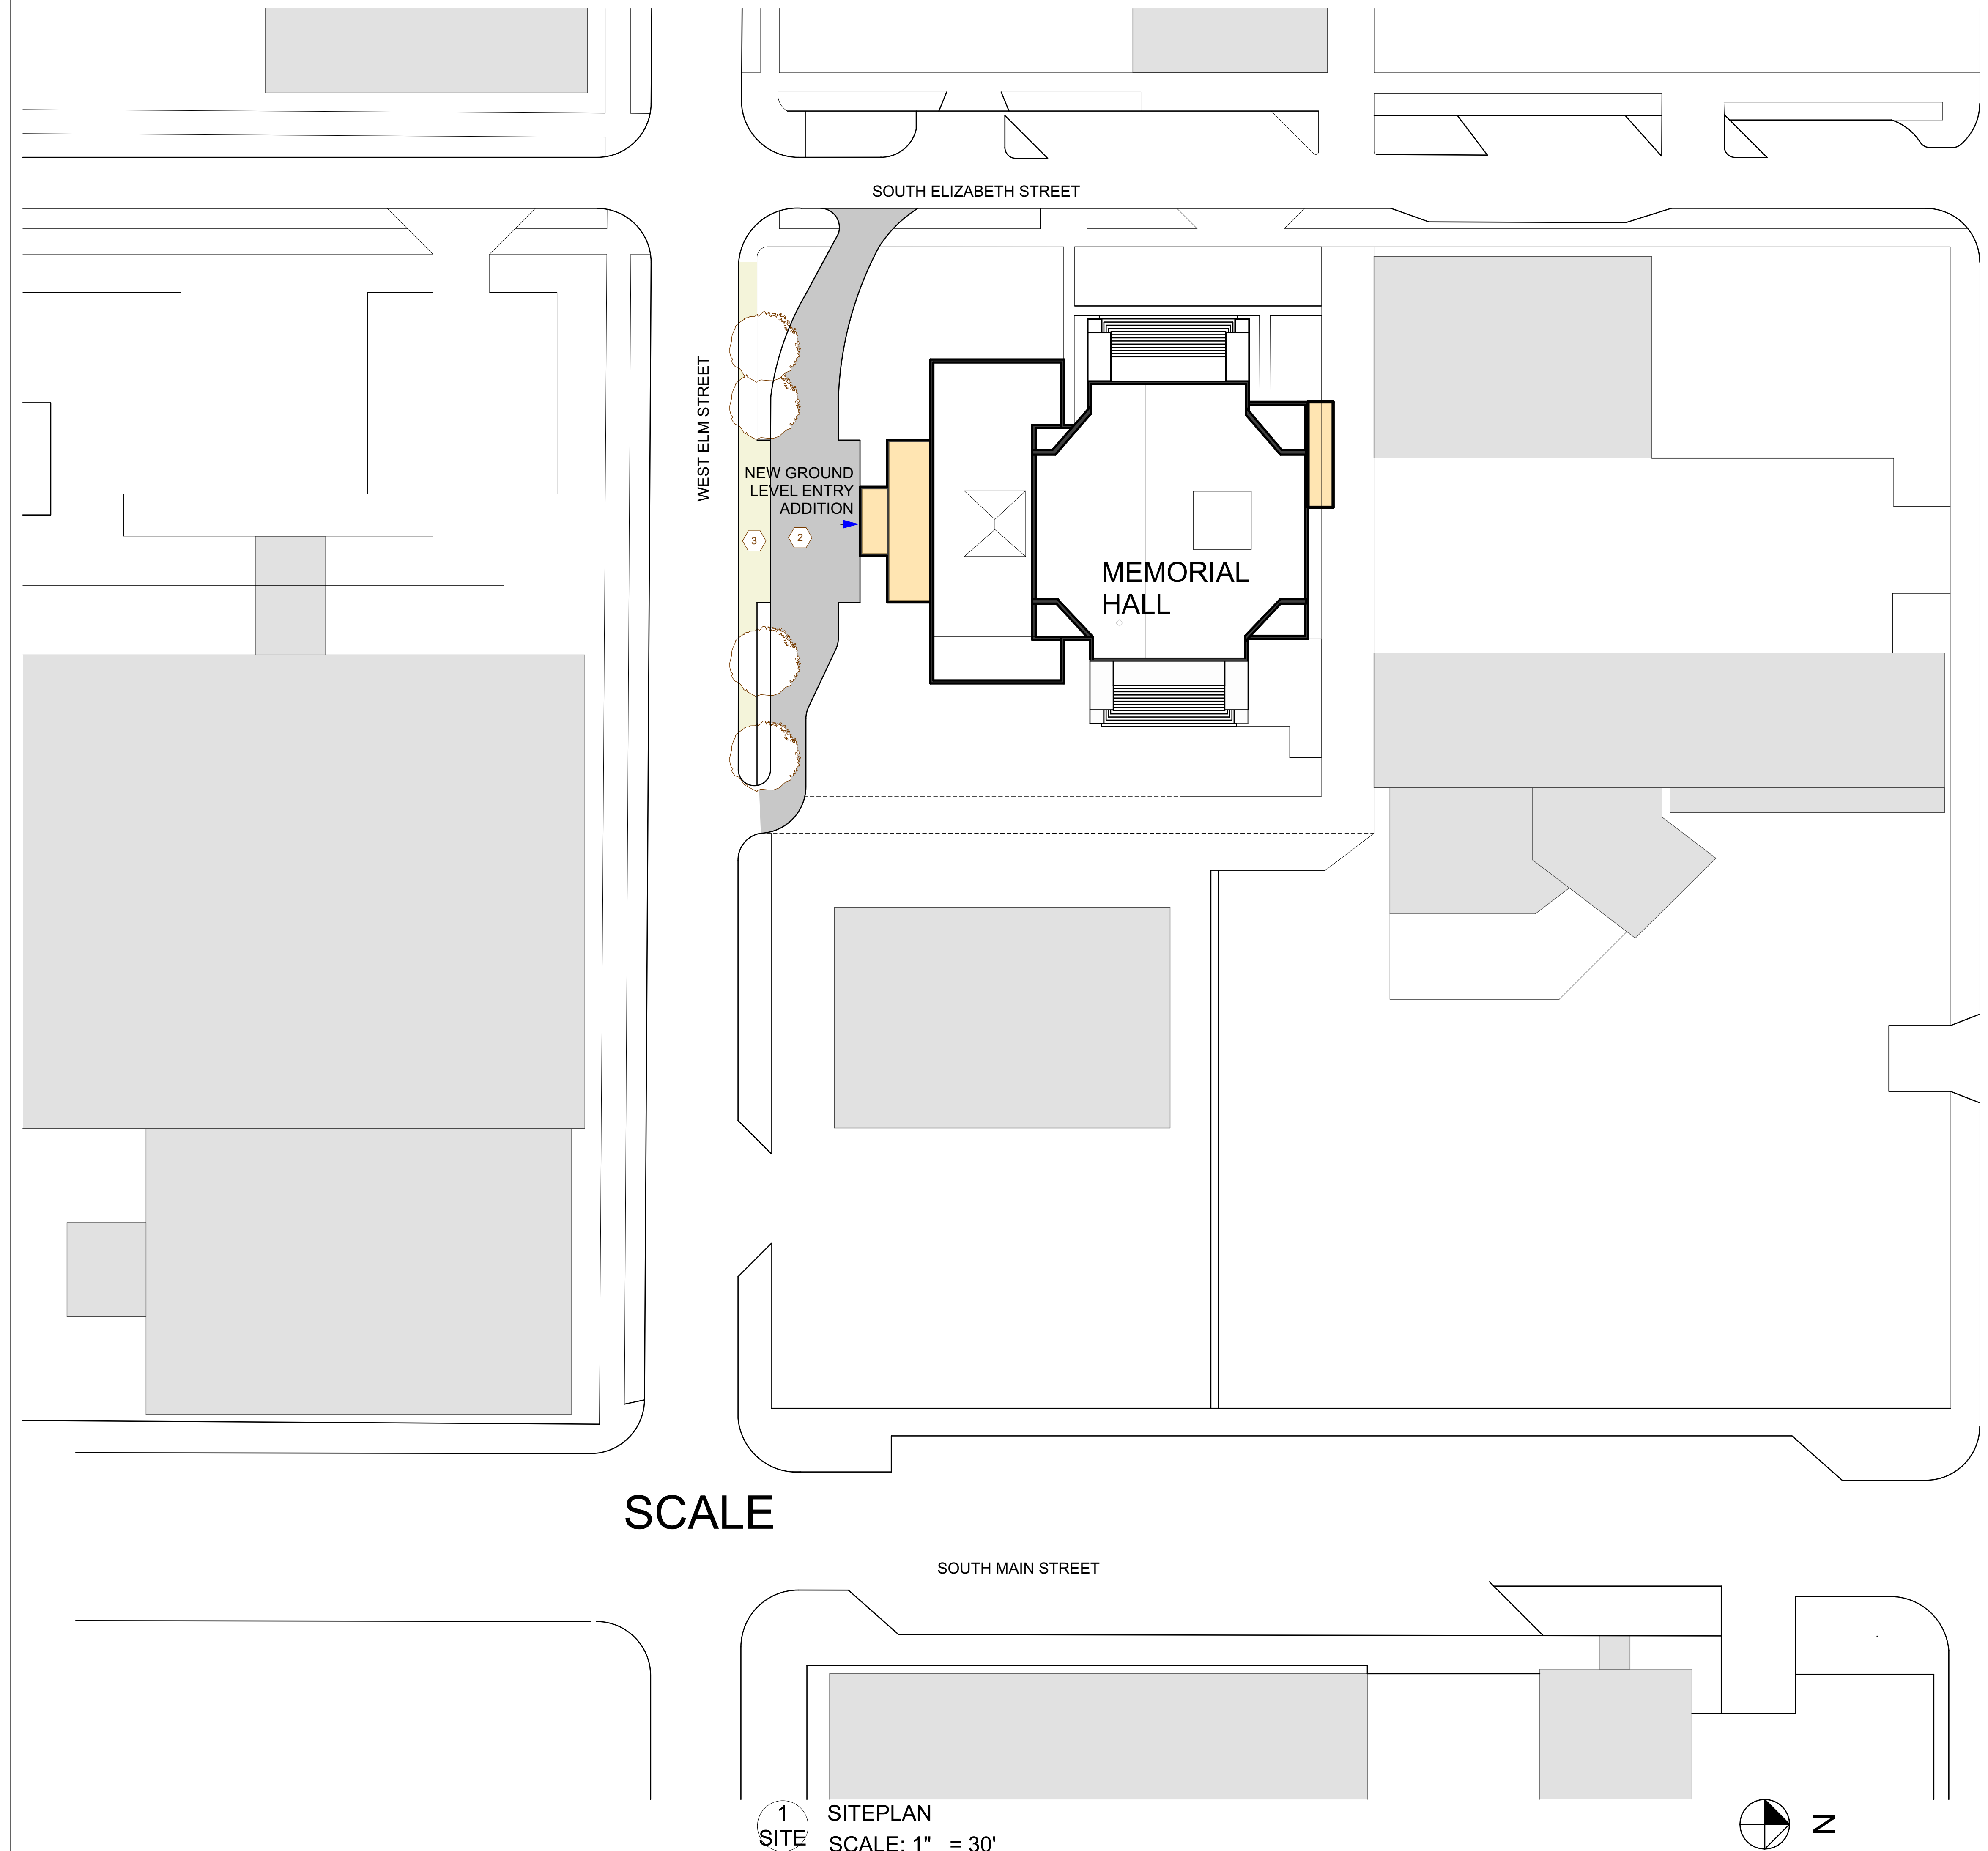 SOUTH ELIZABETH STREET
WEST ELM STREET
NEW GROUND
LEVEL ENTRY
ADDITION
3
2
MEMORIAL
HALL
SCALE
SOUTH MAIN STREET
1
SITE
SITEPLAN
SCALE: 1" = 30'
N